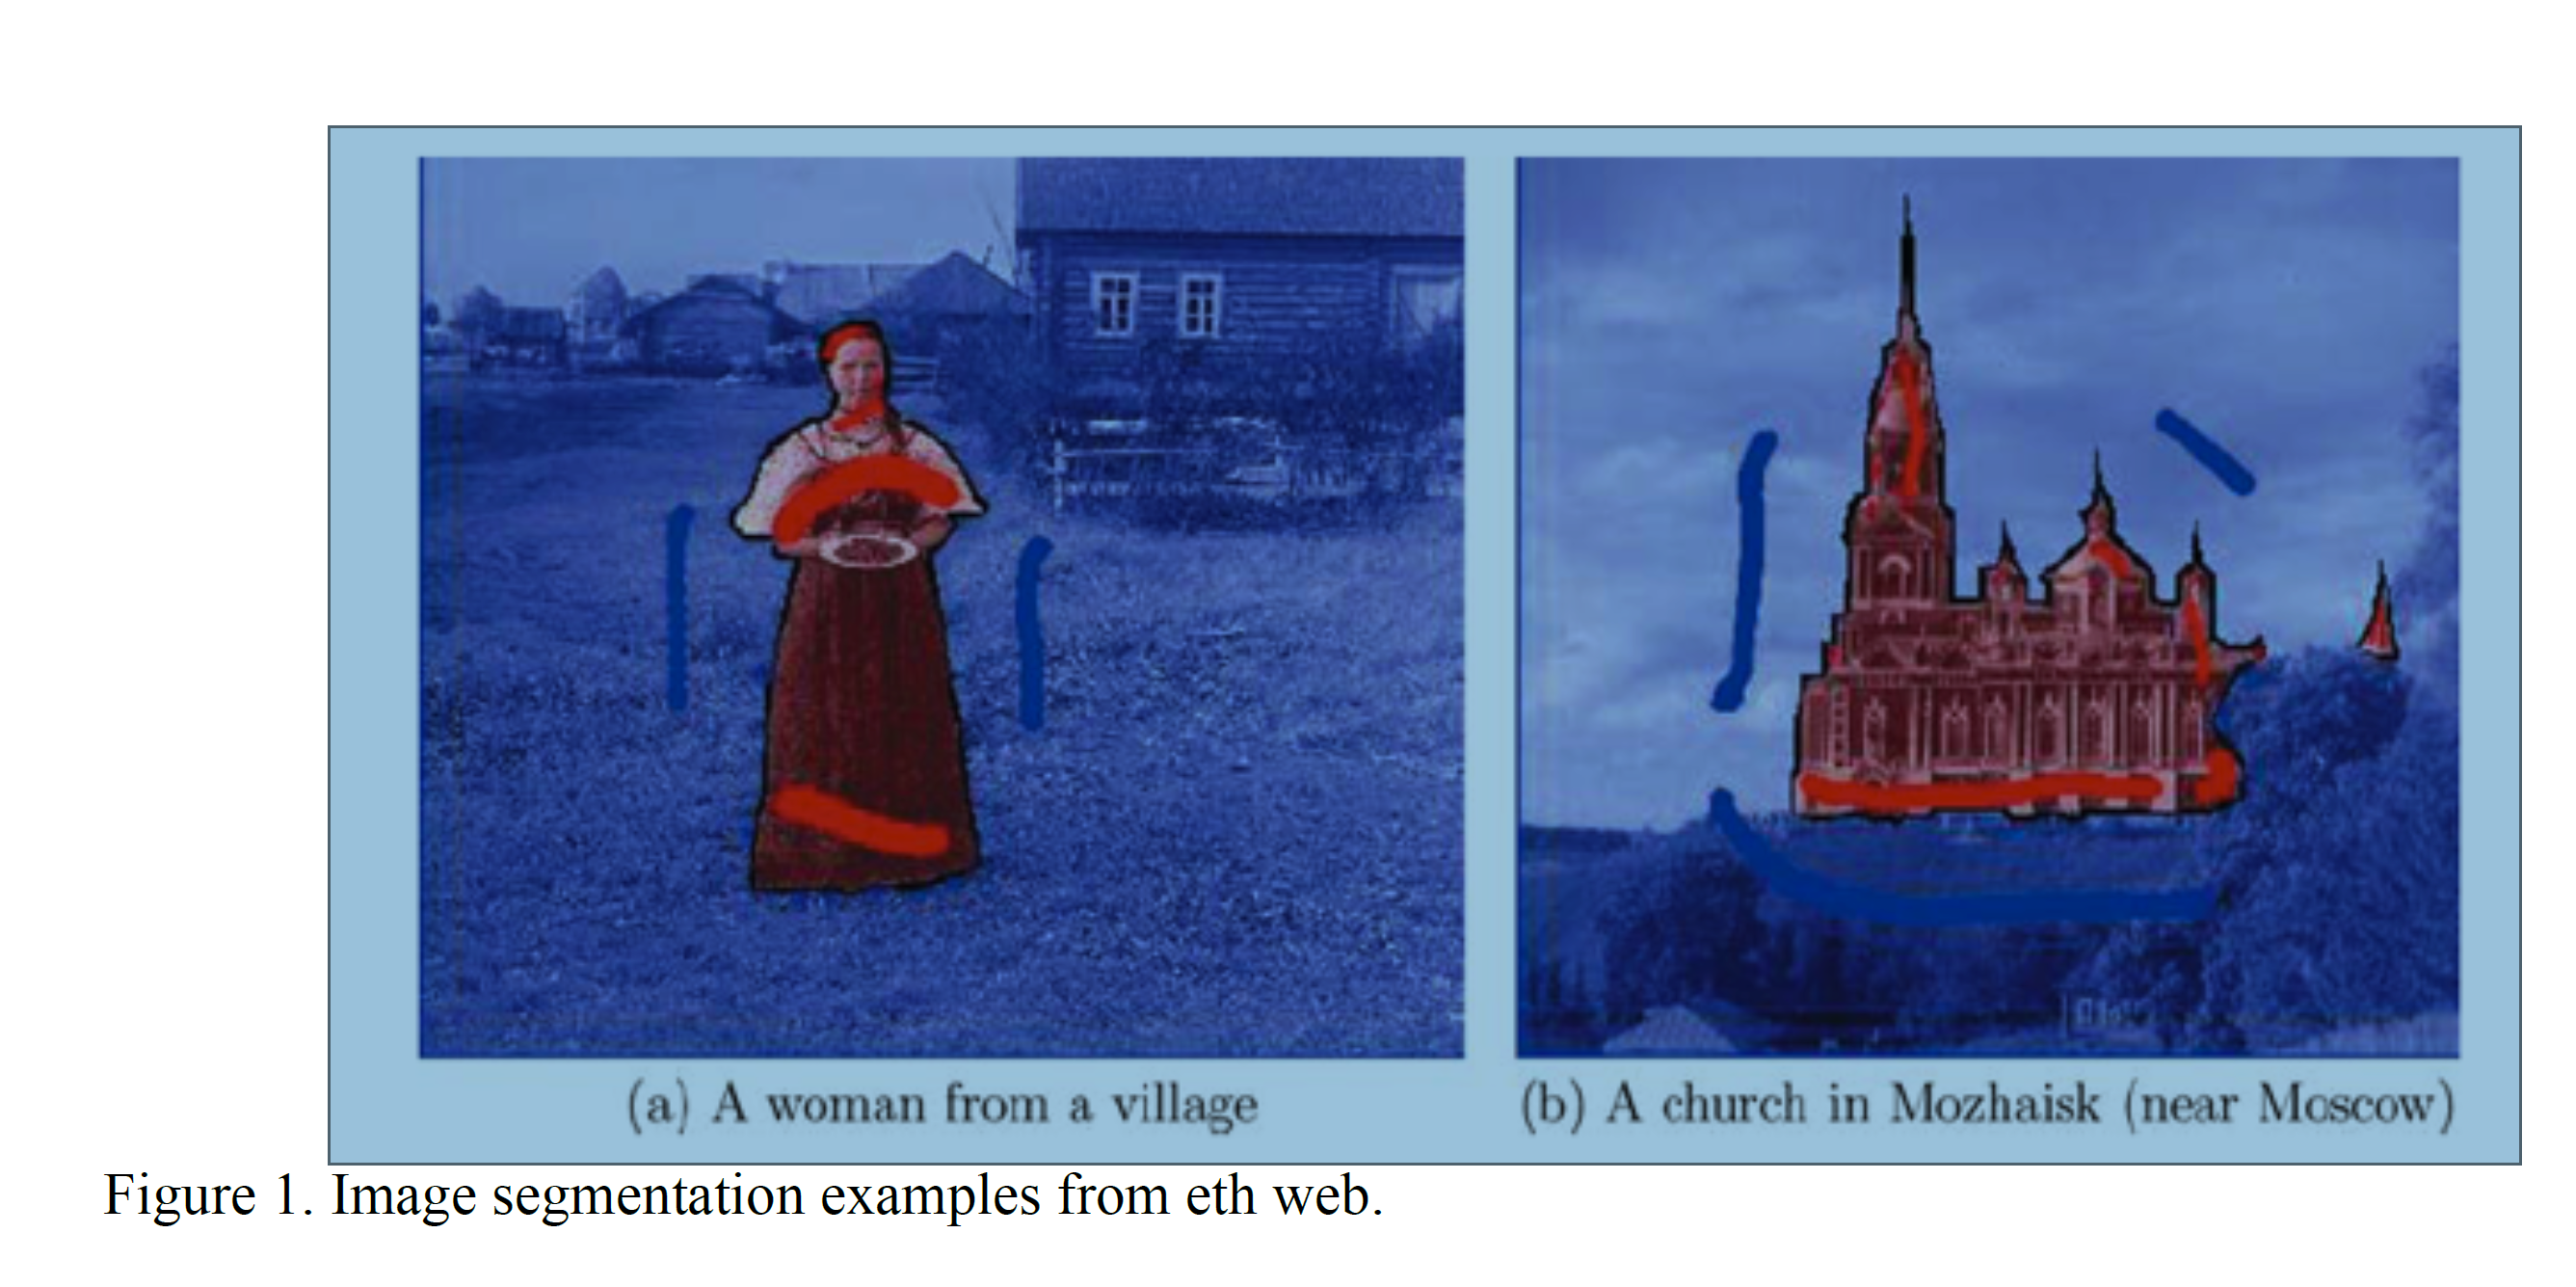 (a) A woman from a village
(b) A church in Mozhaisk (near Moscow)
Figure 1. Image segmentation examples from eth web.